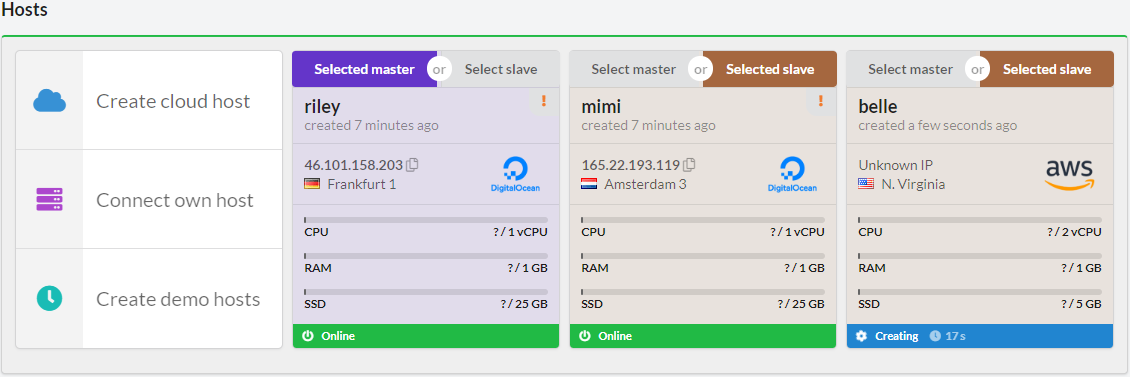 Hosts
Create cloud host
Connect own host
Create demo hosts
Selected master or Select slave
riley
!
created 7 minutes ago
46.101.158.203
Frankfurt 1
DigitalOcean
CPU ? / 1 vCPU
RAM ? / 1 GB
SSD ? / 25 GB
Online
Select master or Selected slave
mimi
!
created 7 minutes ago
165.22.193.119
Amsterdam 3
DigitalOcean
CPU ? / 1 vCPU
RAM ? / 1 GB
SSD ? / 25 GB
Online
Select master or Selected slave
belle
created a few seconds ago
Unknown IP
N. Virginia
aws
CPU ? / 2 vCPU
RAM ? / 1 GB
SSD ? / 5 GB
Creating 17 s